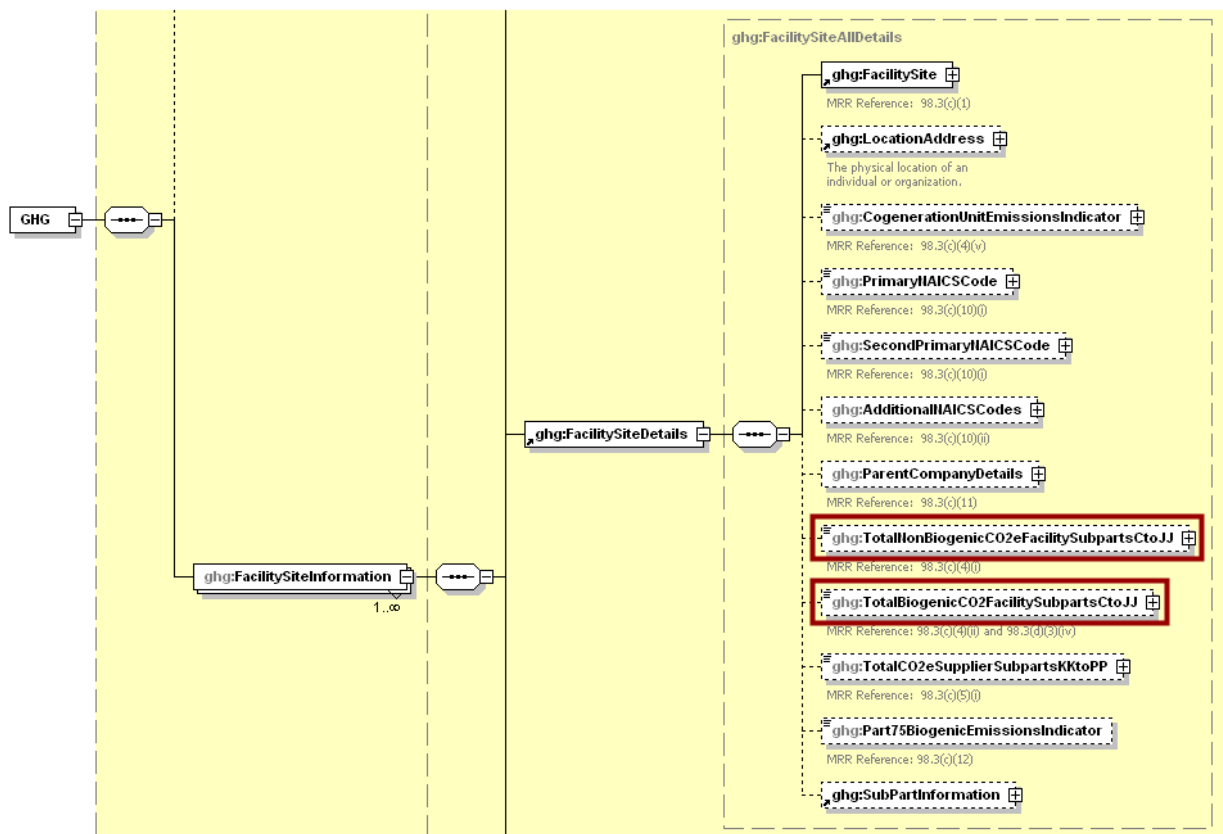 ghg:FacilitySiteAllDetails
ghg:FacilitySite
MRR Reference: 98.3(c)(1)
ghg:LocationAddress
The physical location of an
individual or organization.
GHG
ghg:CogenerationUnitEmissionsIndicator
MRR Reference: 98.3(c)(4)(v)
ghg:PrimaryNAICSCode
MRR Reference: 98.3(c)(10)(i)
ghg:SecondPrimaryNAICSCode
MRR Reference: 98.3(c)(10)(i)
ghg:AdditionalNAICSCodes
MRR Reference: 98.3(c)(10)(ii)
ghg:FacilitySiteDetails
ghg:ParentCompanyDetails
MRR Reference: 98.3(c)(11)
ghg:TotalNonBiogenicCO2eFacilitySubpartsCtoJJ
MRR Reference: 98.3(c)(4)(i)
ghg:FacilitySiteInformation
1..∞
ghg:TotalBiogenicCO2FacilitySubpartsCtoJJ
MRR Reference: 98.3(c)(4)(ii) and 98.3(d)(3)(iv)
ghg:TotalCO2eSupplierSubpartsKKtoPP
MRR Reference: 98.3(c)(5)(i)
ghg:Part75BiogenicEmissionsIndicator
MRR Reference: 98.3(c)(12)
ghg:SubPartInformation